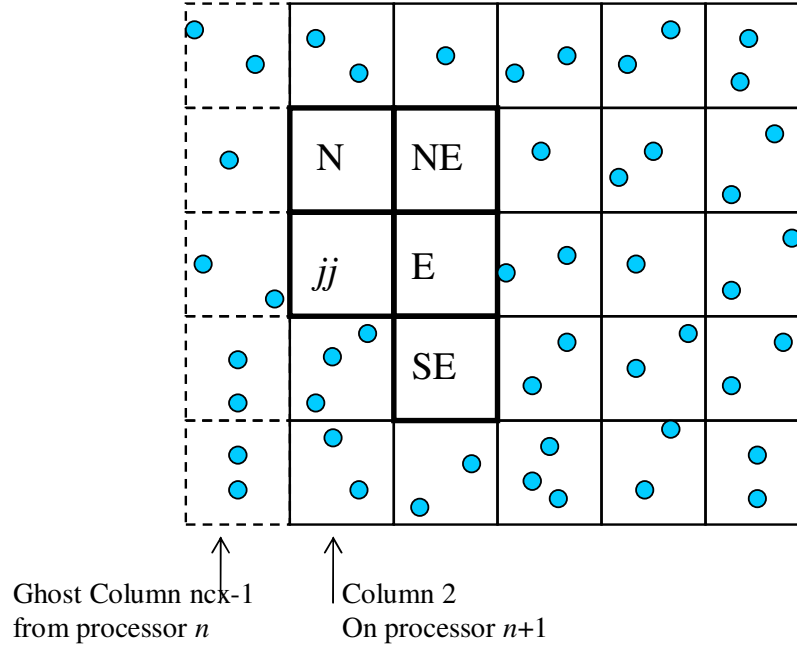 N NE
jj E
SE
Ghost Column ncx-1
from processor n
Column 2
On processor n+1